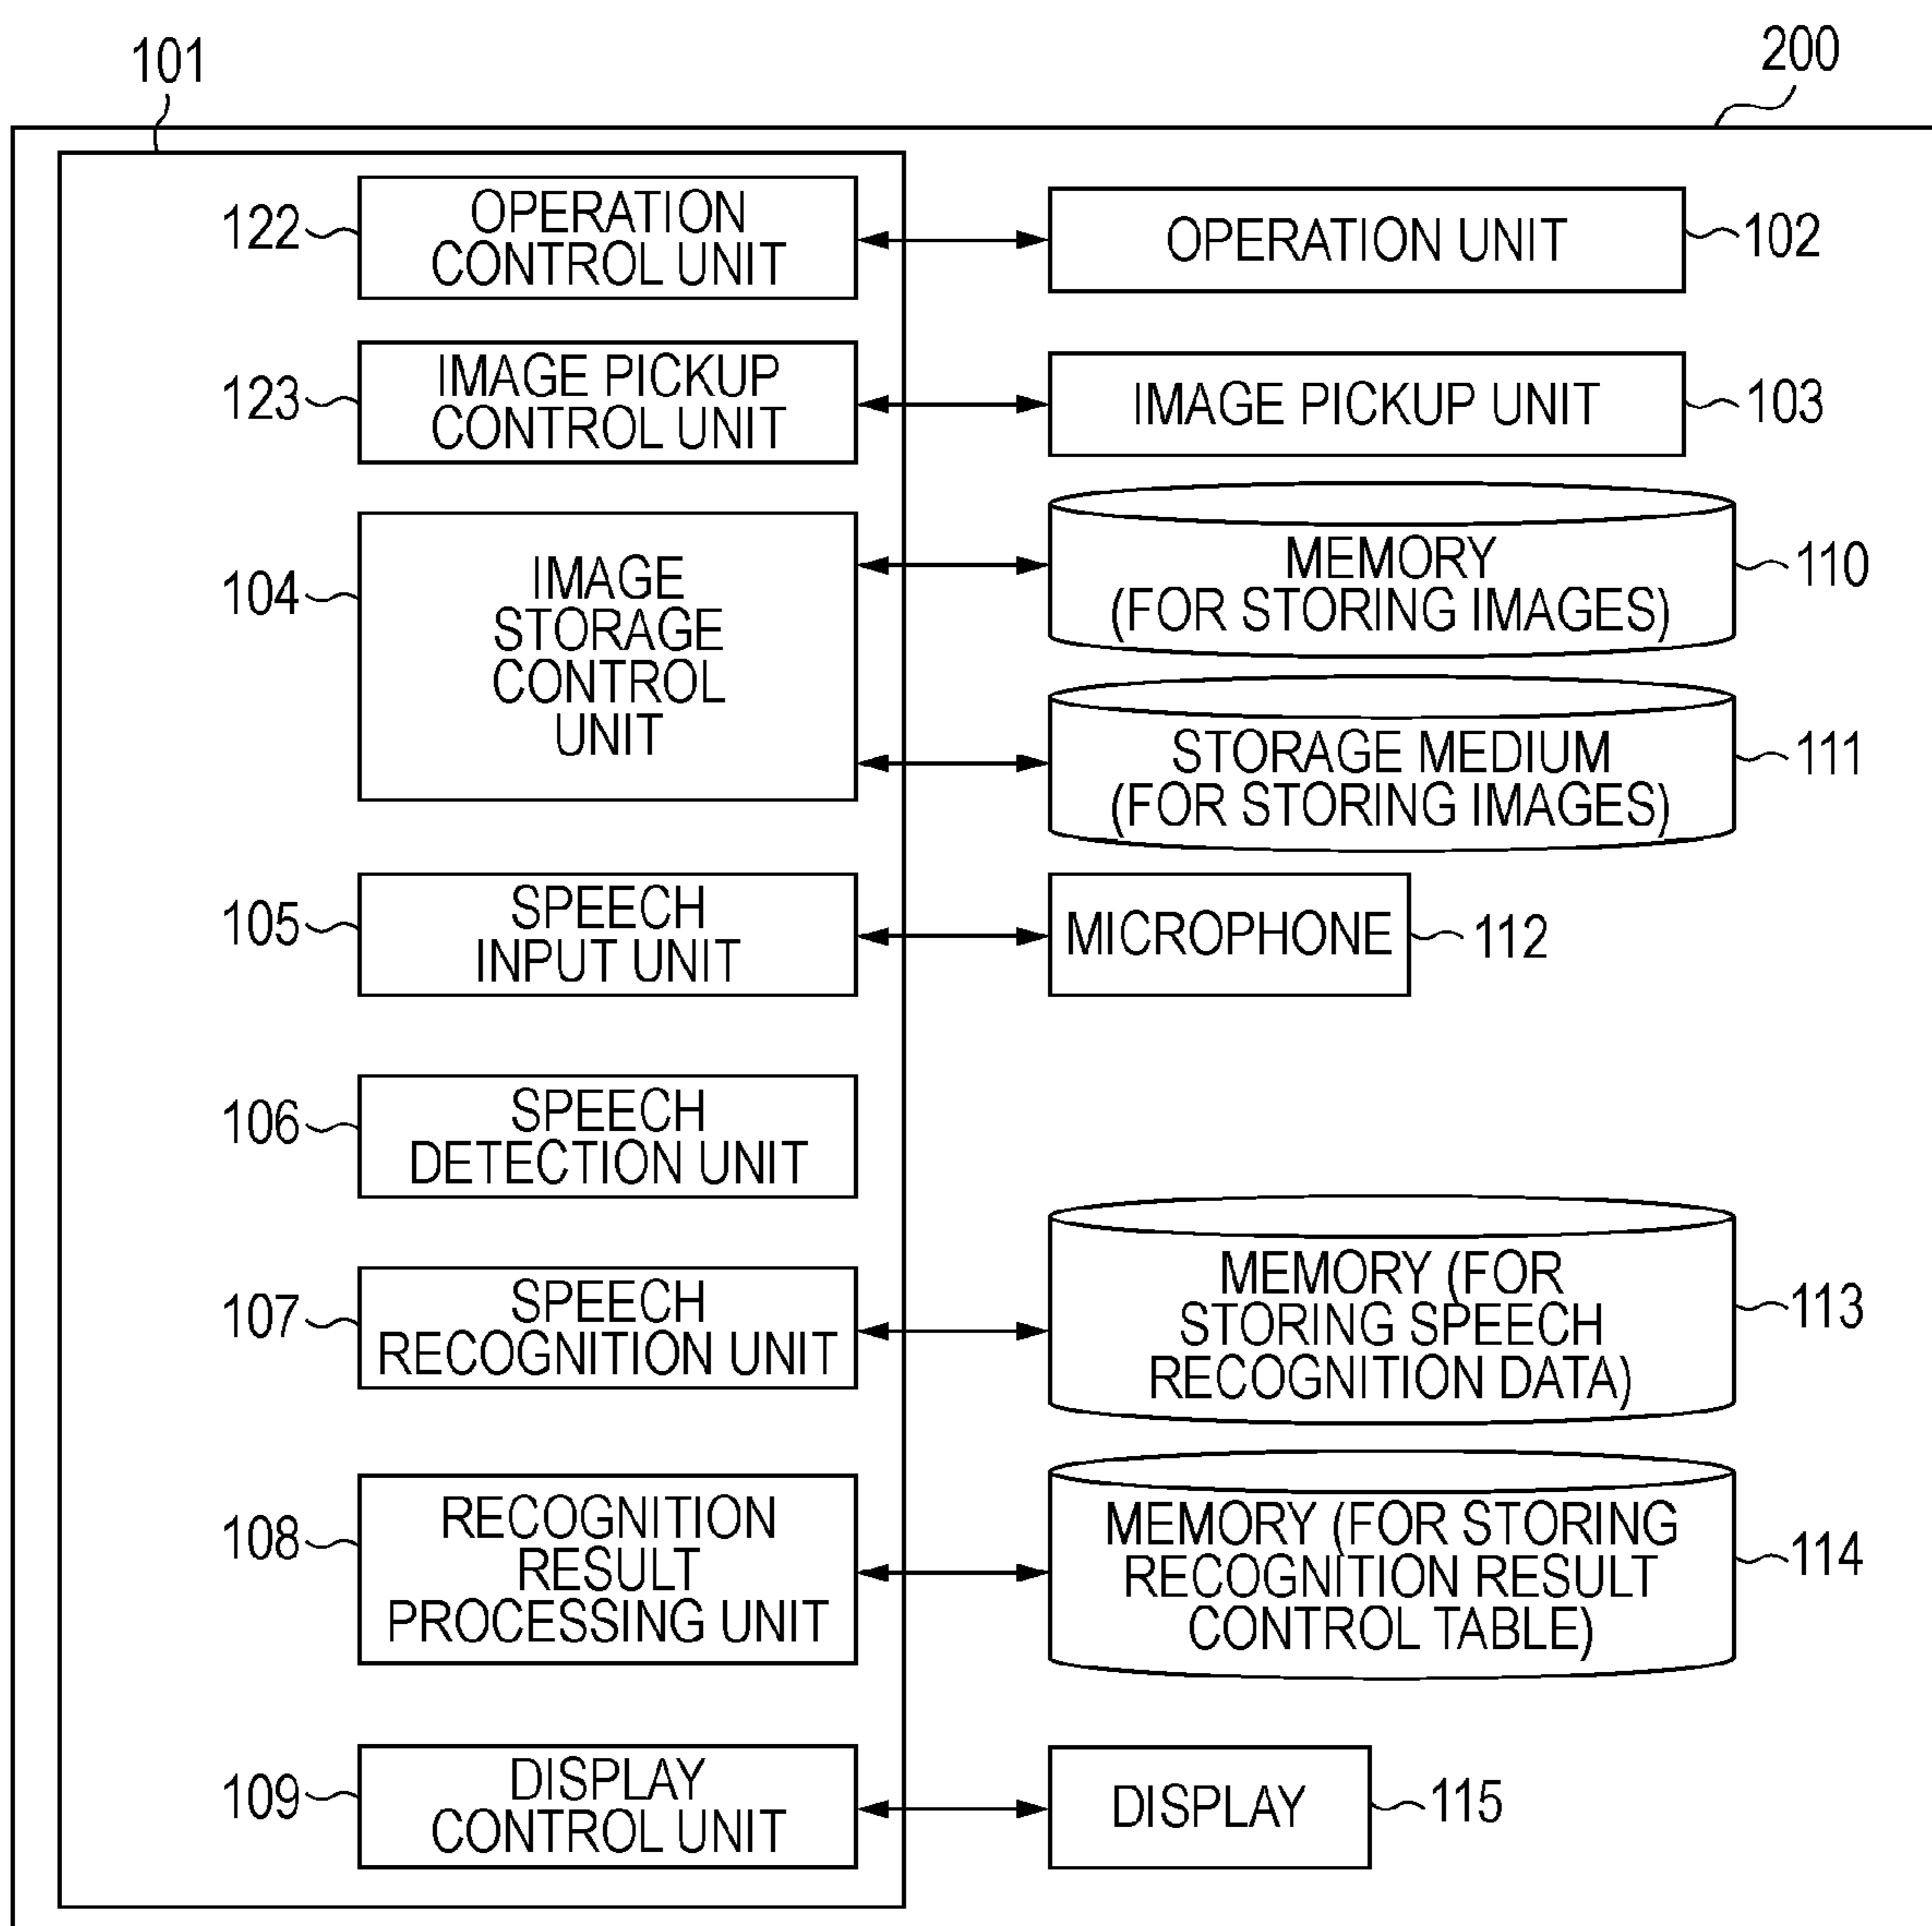 101
200
122
OPERATION
CONTROL UNIT
OPERATION UNIT
102
123
IMAGE PICKUP
CONTROL UNIT
IMAGE PICKUP UNIT
103
104
IMAGE
STORAGE
CONTROL
UNIT
MEMORY
(FOR STORING IMAGES)
110
STORAGE MEDIUM
(FOR STORING IMAGES)
111
105
SPEECH
INPUT UNIT
MICROPHONE
112
106
SPEECH
DETECTION UNIT
107
SPEECH
RECOGNITION UNIT
MEMORY (FOR
STORING SPEECH
RECOGNITION DATA)
113
108
RECOGNITION
RESULT
PROCESSING UNIT
MEMORY (FOR STORING
RECOGNITION RESULT
CONTROL TABLE)
114
109
DISPLAY
CONTROL UNIT
DISPLAY
115